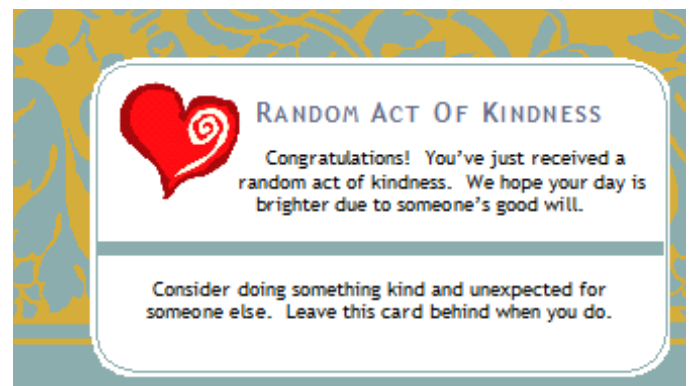 RANDOM ACT OF KINDNESS
Congratulations!  You've just received a
random act of kindness.  We hope your day is
brighter due to someone's good will.
Consider doing something kind and unexpected for
someone else.  Leave this card behind when you do.